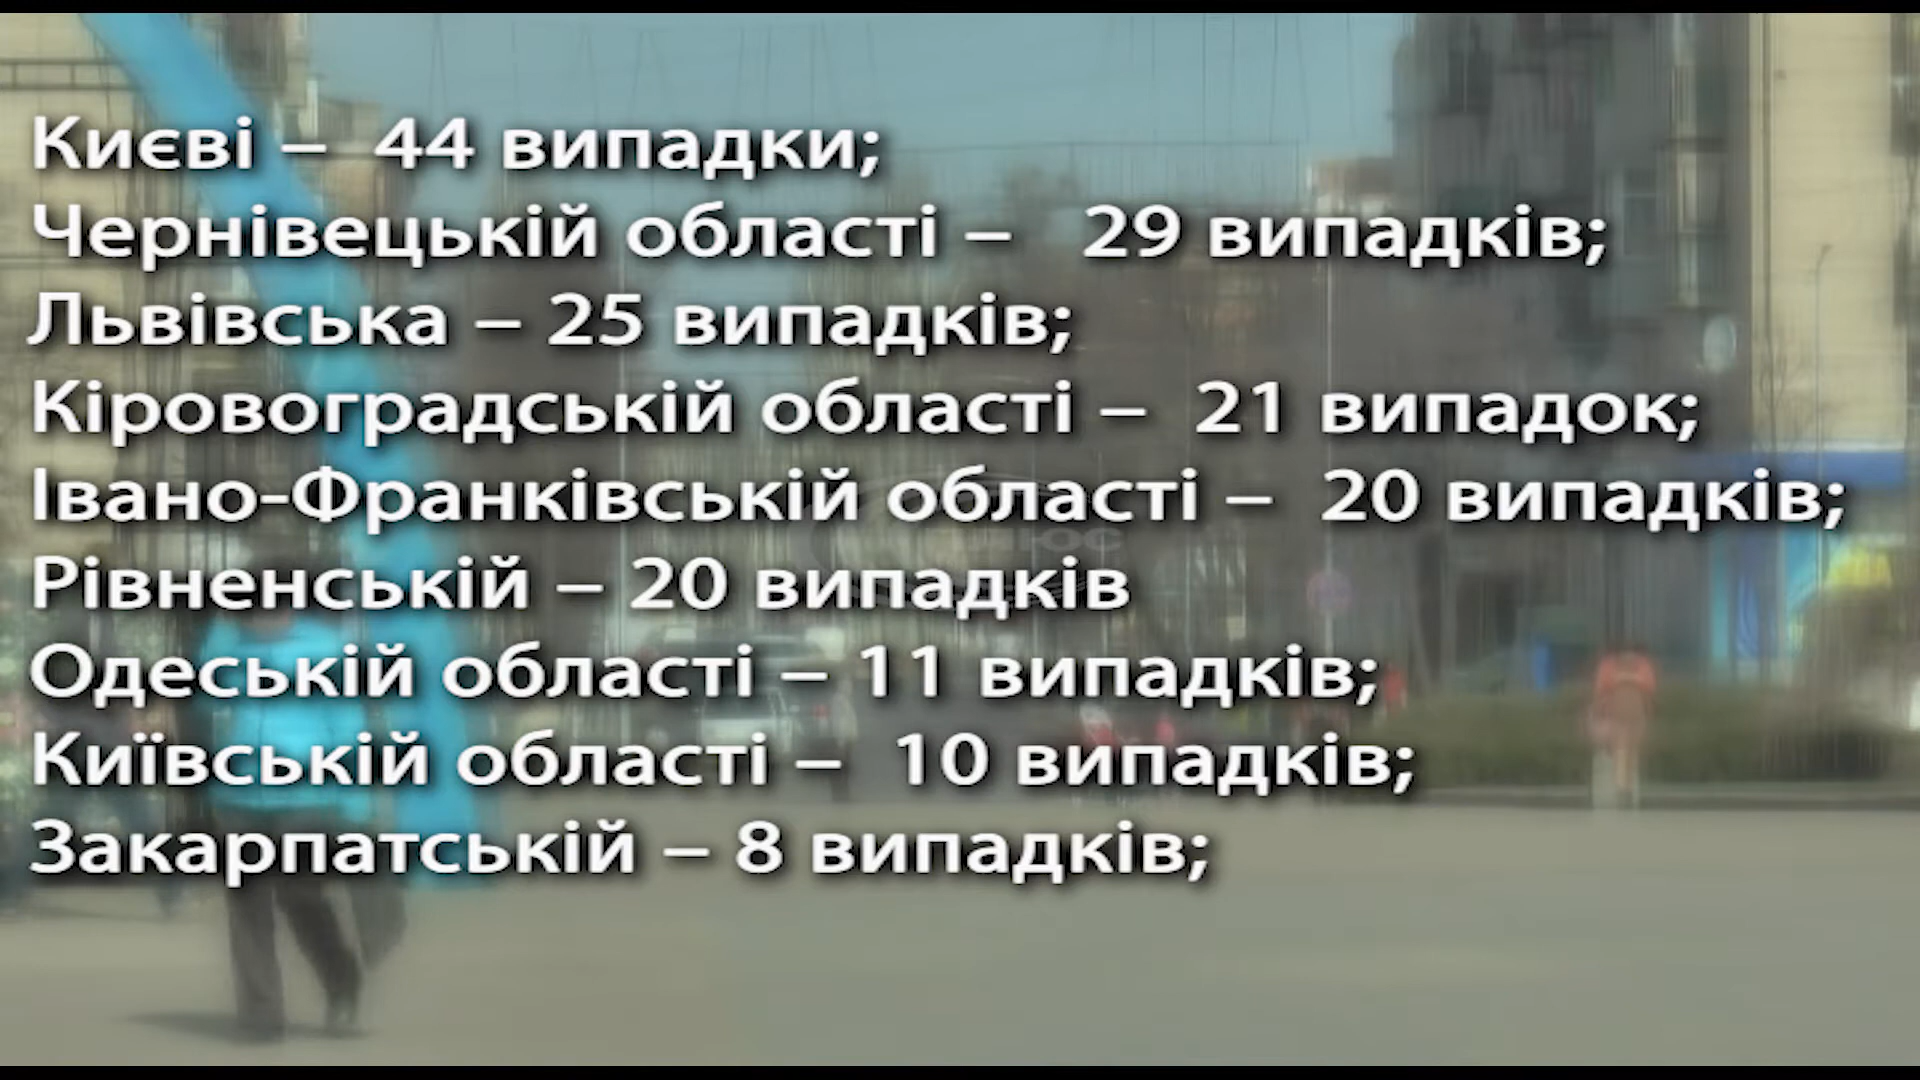 Києві – 44 випадки;
Чернівецькій області – 29 випадків;
Львівська – 25 випадків;
Кіровоградській області – 21 випадок;
Івано-Франківській області – 20 випадків;
Рівненській – 20 випадків
Одеській області – 11 випадків;
Київській області – 10 випадків;
Закарпатській – 8 випадків;